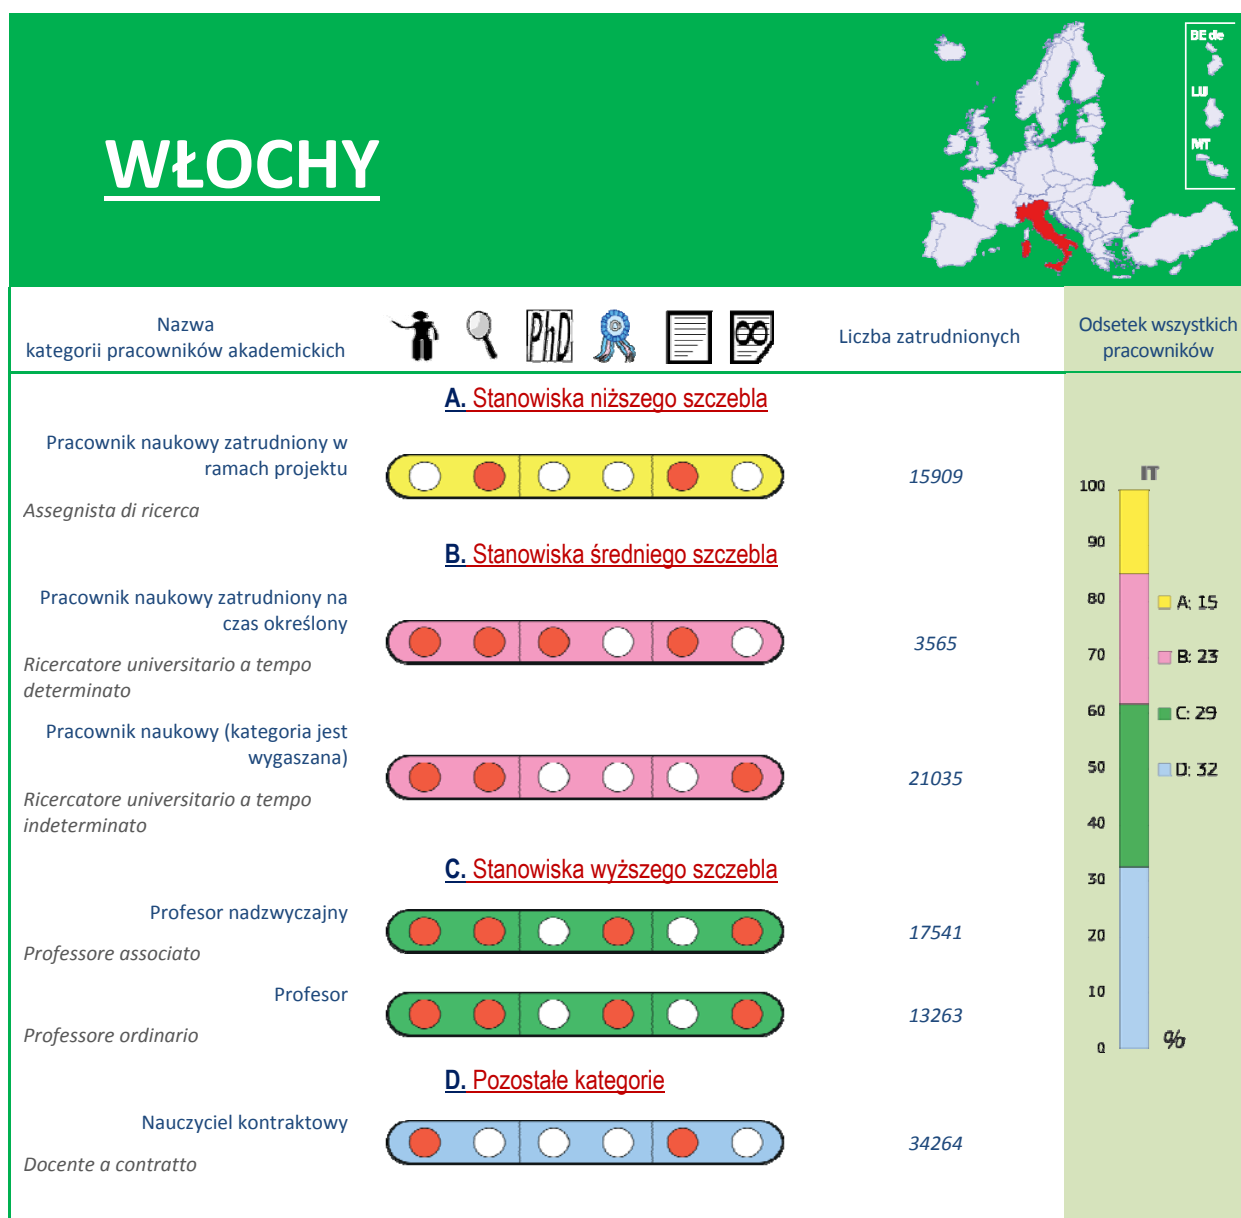 WŁOCHY
BE de
LU
MT
Nazwa
kategorii pracowników akademickich
PhD
8
Liczba zatrudnionych
Odsetek wszystkich
pracowników
A. Stanowiska niższego szczebla
Pracownik naukowy zatrudniony w
ramach projektu
Assegnista di ricerca
15909
B. Stanowiska średniego szczebla
Pracownik naukowy zatrudniony na
czas określony
Ricercatore universitario a tempo
determinato
3565
Pracownik naukowy (kategoria jest
wygaszana)
Ricercatore universitario a tempo
indeterminato
21035
C. Stanowiska wyższego szczebla
Profesor nadzwyczajny
Professore associato
17541
Profesor
Professore ordinario
13263
D. Pozostałe kategorie
Nauczyciel kontraktowy
Docente a contratto
34264
IT
100
90
80
70
60
50
40
30
20
10
0
%
A: 15
B: 23
C: 29
D: 32